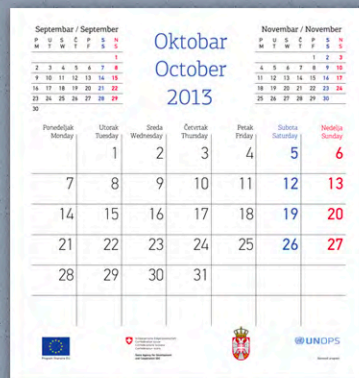 Septembar / September
P U S Č P S N
M T W T F S S
1
2 3 4 5 6 7 8
9 10 11 12 13 14 15
16 17 18 19 20 21 22
23 24 25 26 27 28 29
30
Oktobar
October
2013
Novembar / November
P U S Č P S N
M T W T F S S
1 2 3
4 5 6 7 8 9 10
11 12 13 14 15 16 17
18 19 20 21 22 23 24
25 26 27 28 29 30
Ponedeljak Utorak Sreda Četvrtak Petak Subota Nedelja
Monday Tuesday Wednesday Thursday Friday Saturday Sunday
1 2 3 4 5 6
7 8 9 10 11 12 13
14 15 16 17 18 19 20
21 22 23 24 25 26 27
28 29 30 31
UNOPS